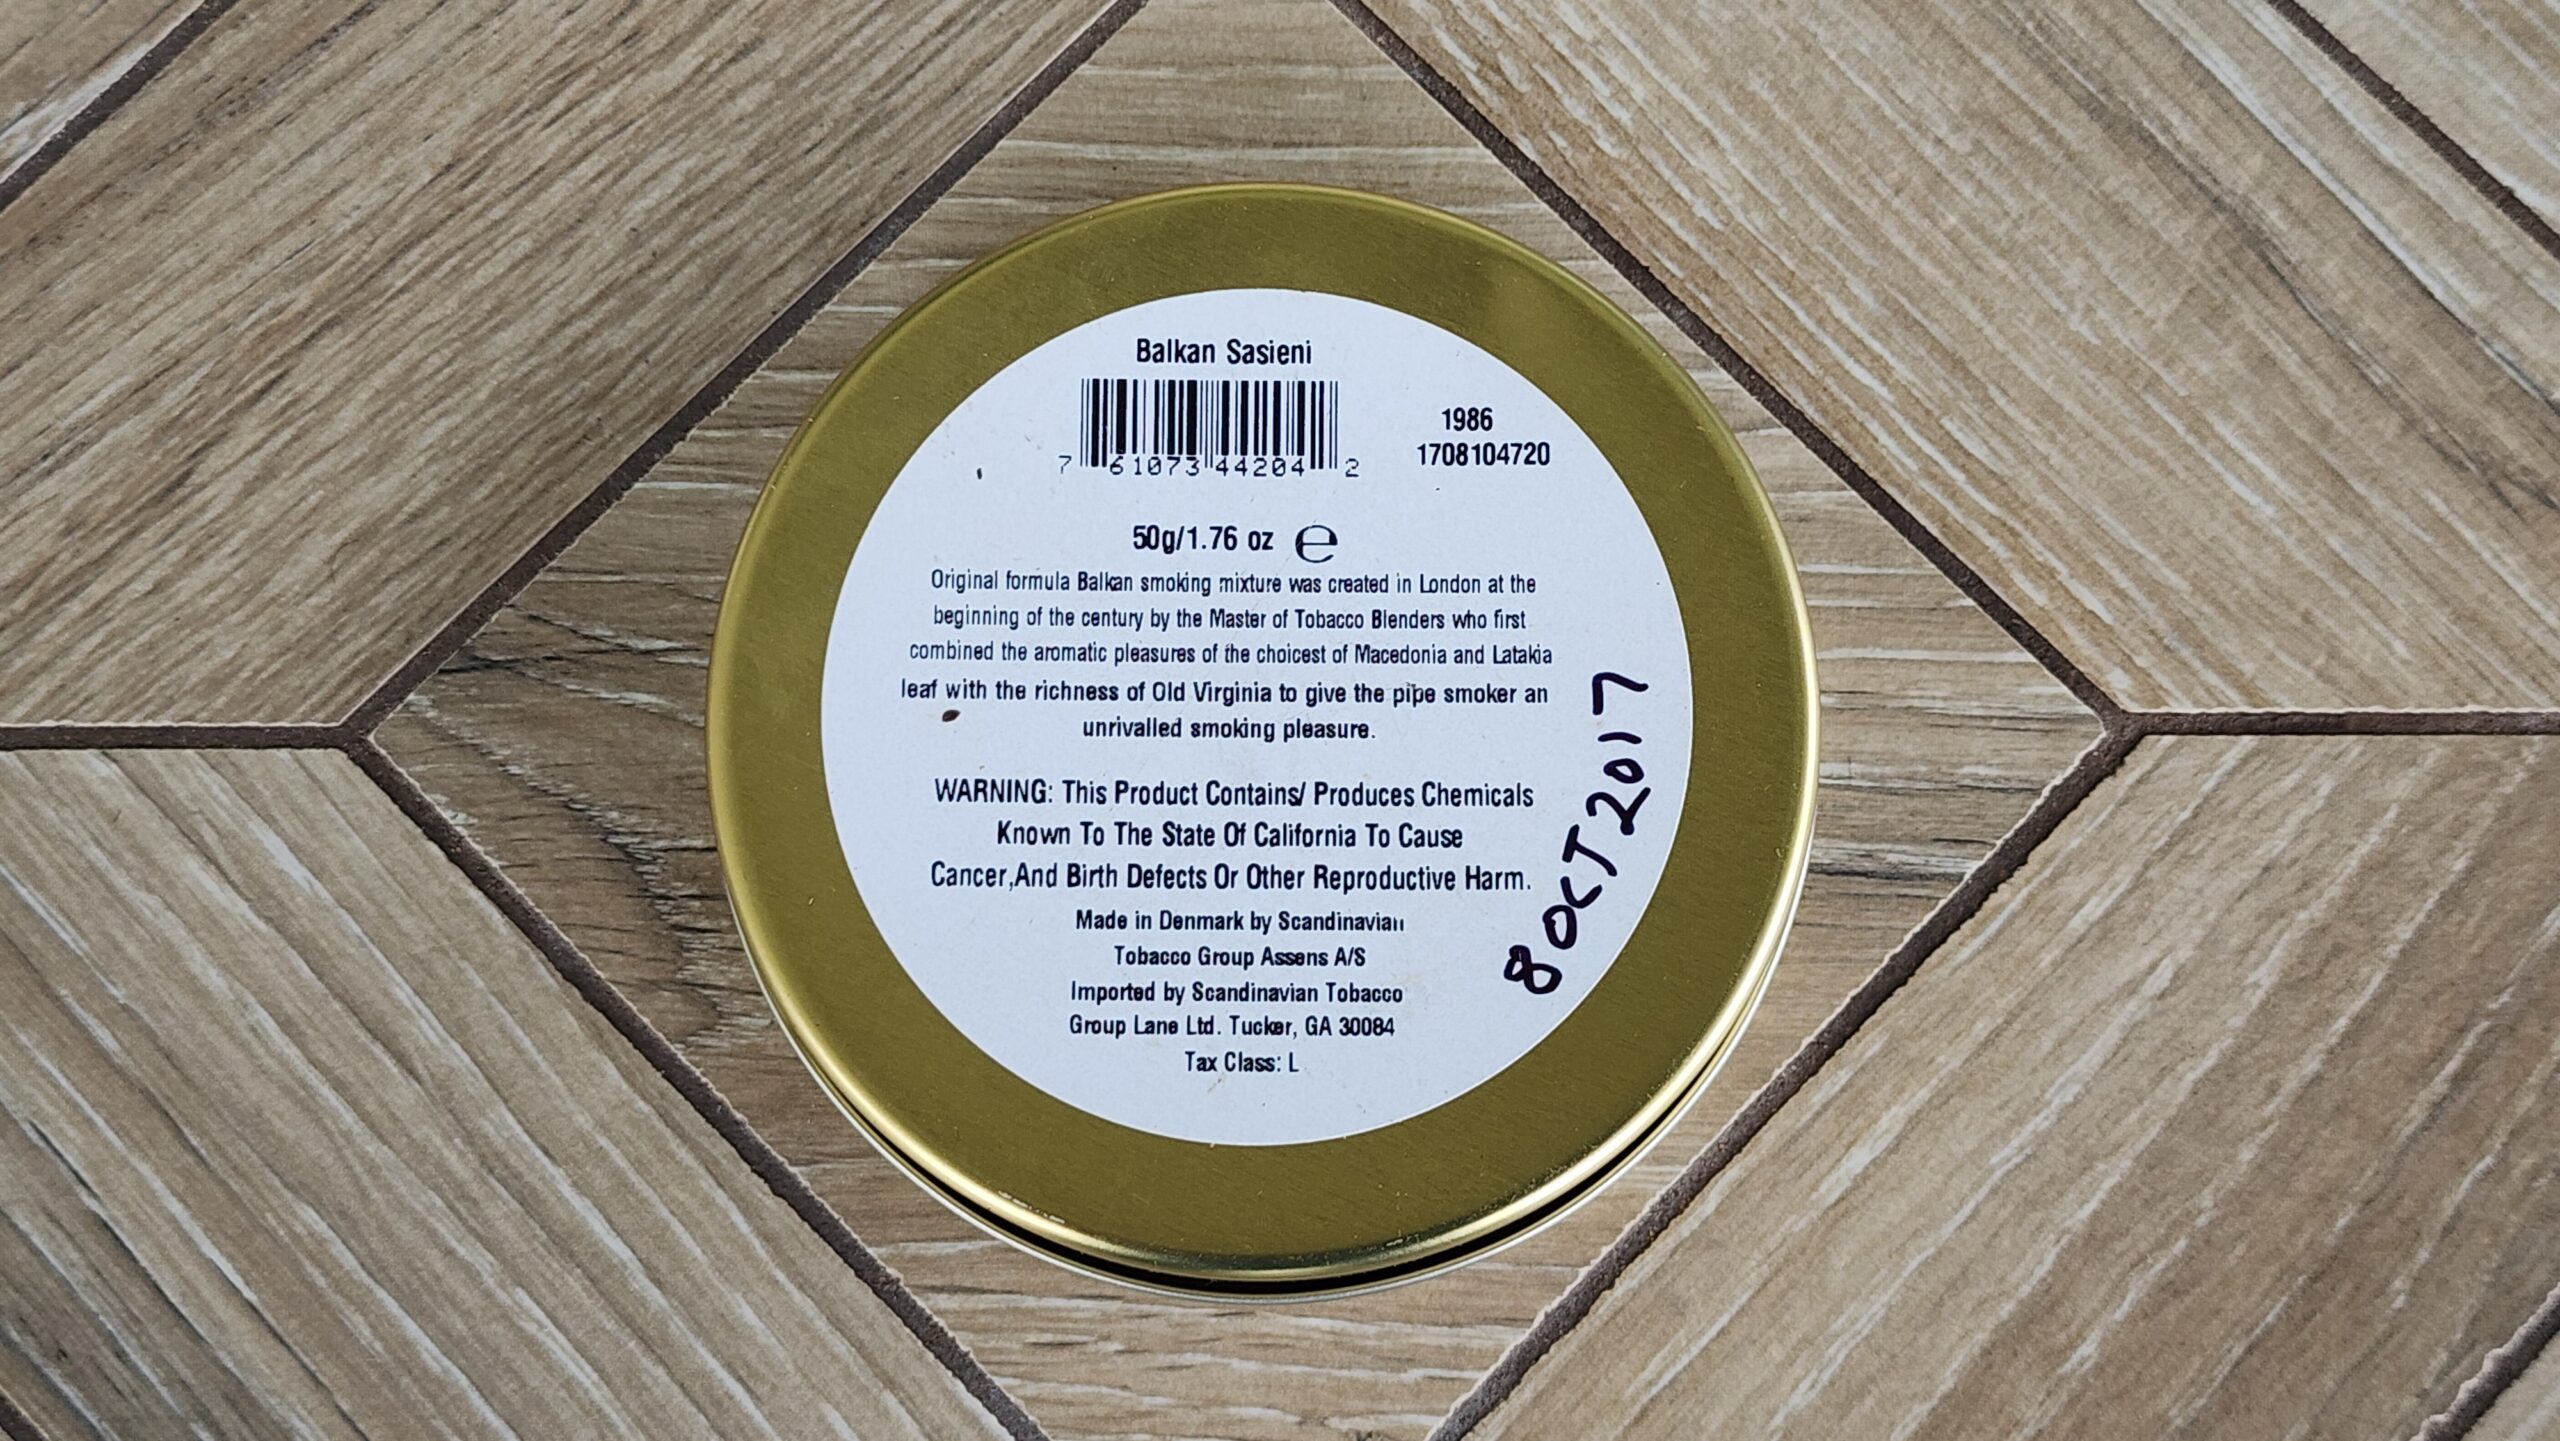 Balkan Sasieni
7 61073 44204 2
1986
1708104720
50g/1.76 oz e
Original formula Balkan smoking mixture was created in London at the
beginning of the century by the Master of Tobacco Blenders who first
combined the aromatic pleasures of the choicest of Macedonia and Latakia
leaf with the richness of Old Virginia to give the pipe smoker an
unrivalled smoking pleasure.
WARNING: This Product Contains/ Produces Chemicals
Known To The State Of California To Cause
Cancer,And Birth Defects Or Other Reproductive Harm.
Made in Denmark by Scandinavian
Tobacco Group Assens A/S
Imported by Scandinavian Tobacco
Group Lane Ltd. Tucker, GA 30084
Tax Class: L
8 OCT 2017